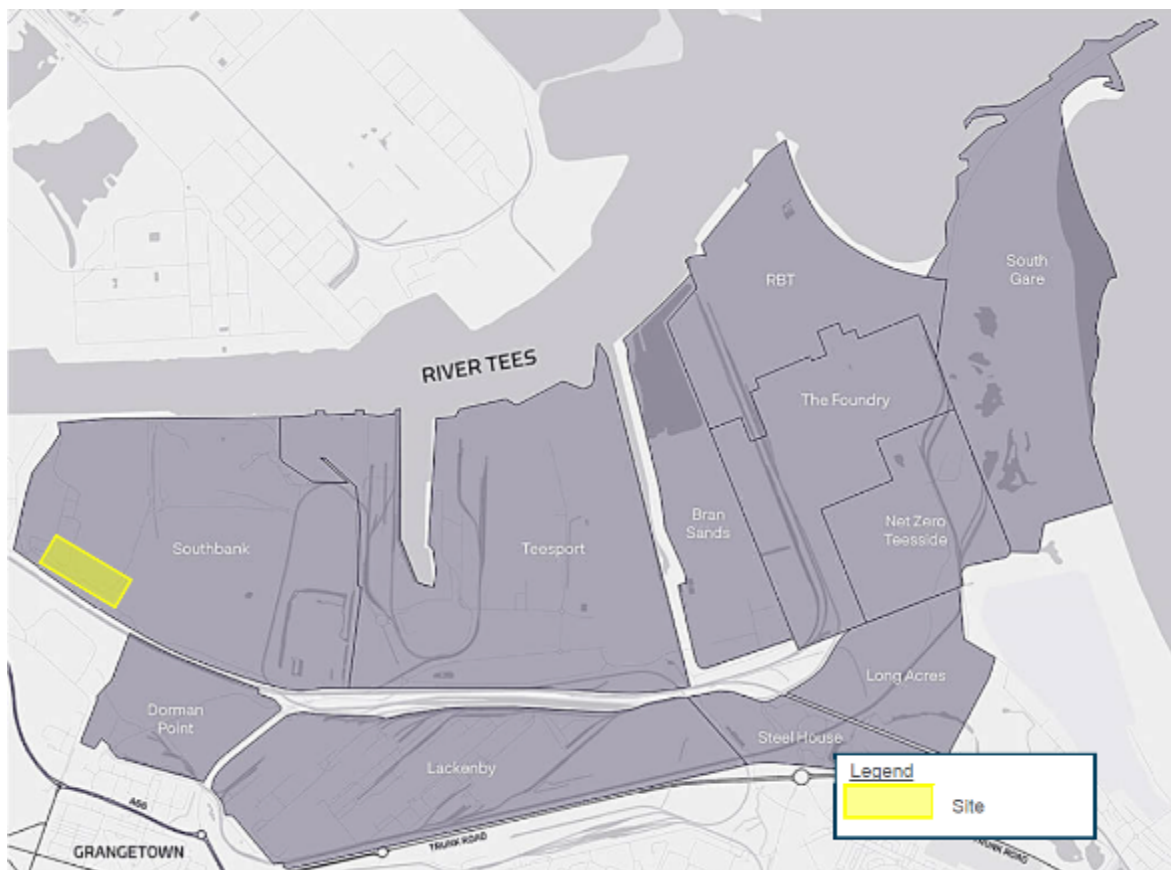 South
Gare
RBT
RIVER TEES
The Foundry
Bran
Sands
Net Zero
Teesside
Southbank
Teesport
Long Acres
Dorman
Point
Steel House
Lackenby
Legend
Site
A66
GRANGETOWN
TRUNK ROAD
TRUNK ROAD